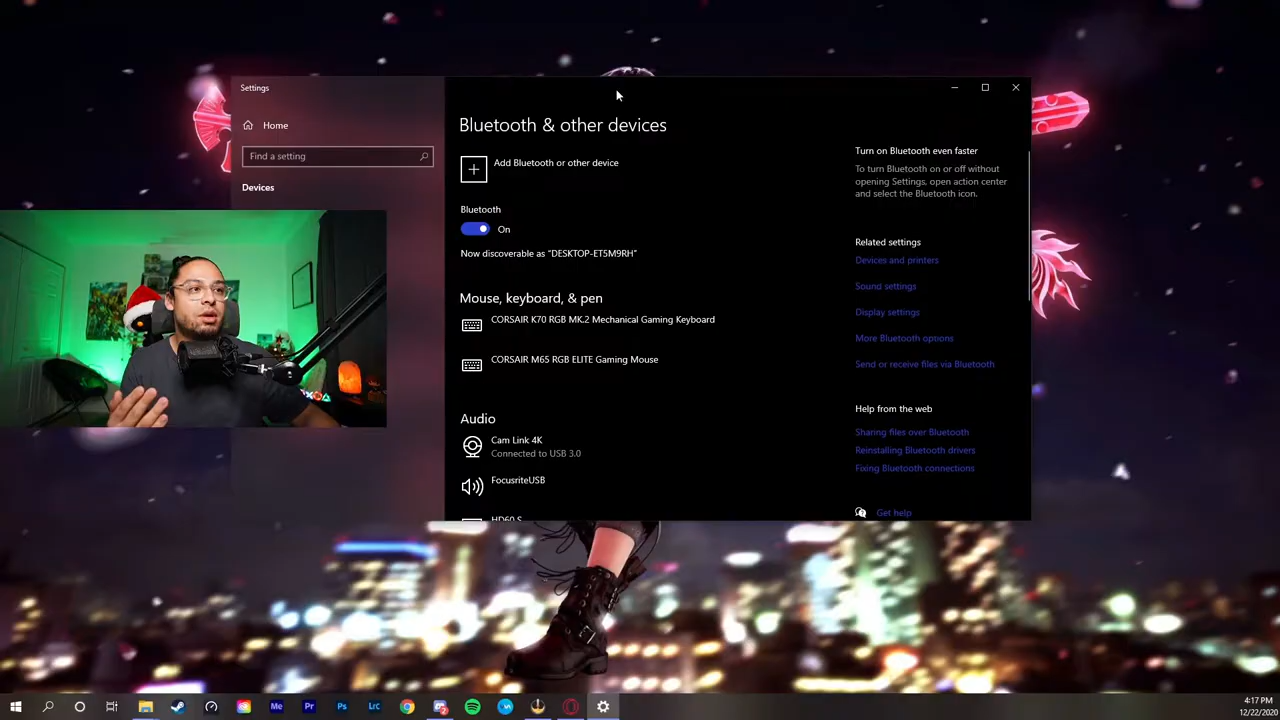 Settings
Home
Find a setting
Devices
Bluetooth & other devices
Add Bluetooth or other device
Bluetooth
On
Now discoverable as “DESKTOP-ET5M9RH”
Mouse, keyboard, & pen
CORSAIR K70 RGB MK.2 Mechanical Gaming Keyboard
CORSAIR M65 RGB ELITE Gaming Mouse
Audio
Cam Link 4K
Connected to USB 3.0
FocusriteUSB
HD60 S
Turn on Bluetooth even faster
To turn Bluetooth on or off without
opening Settings, open action center
and select the Bluetooth icon.
Related settings
Devices and printers
Sound settings
Display settings
More Bluetooth options
Send or receive files via Bluetooth
Help from the web
Sharing files over Bluetooth
Reinstalling Bluetooth drivers
Fixing Bluetooth connections
Get help
Me
Pr
Ps
LrC
4:17 PM
12/22/2020